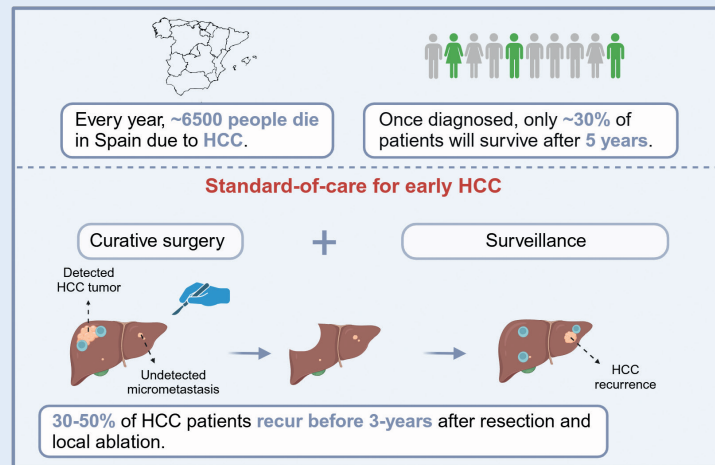 Every year, ~6500 people die
in Spain due to HCC.
Once diagnosed, only ~30% of
patients will survive after 5 years.
Standard-of-care for early HCC
Curative surgery
+
Surveillance
Detected
HCC tumor
Undetected
micrometastasis
HCC
recurrence
30-50% of HCC patients recur before 3-years after resection and
local ablation.